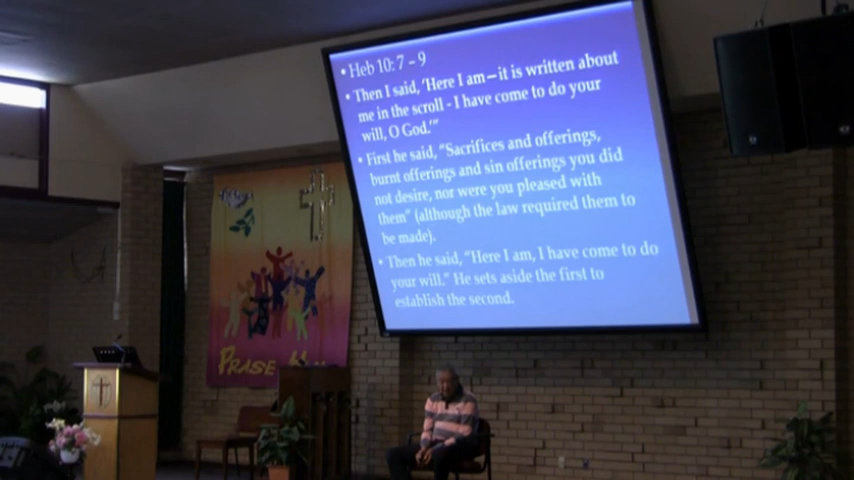 • Heb 10: 7 – 9
• Then I said, 'Here I am—it is written about
me in the scroll - I have come to do your
will, O God.'"
• First he said, "Sacrifices and offerings,
burnt offerings and sin offerings you did
not desire, nor were you pleased with
them" (although the law required them to
be made).
• Then he said, "Here I am, I have come to do
your will." He sets aside the first to
establish the second.
PRAISE